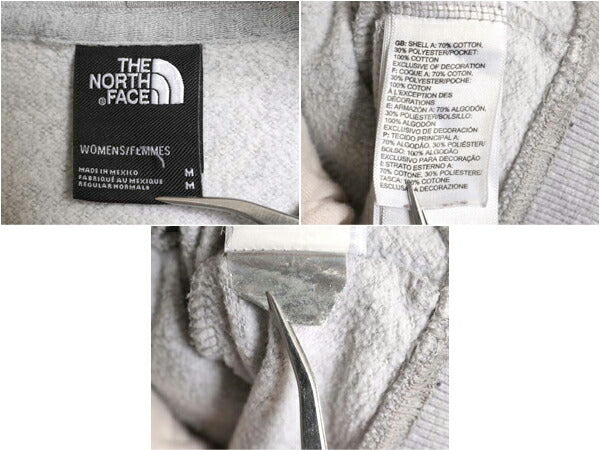 THE
NORTH
FACE
WOMENS/FEMMES
MADE IN MEXICO M
FABRIQUÉ AU MEXIQUE M
REGULAR NORMALE
GB: SHELL A: 70% COTTON,
30% POLYESTER/POCKET:
100% COTTON
EXCLUSIVE OF DECORATION
F: COQUE A: 70% COTON,
30% POLYESTER/POCHE:
100% COTON
À L'EXCEPTION DES
DÉCORATIONS
E: ARMAZÓN A: 70% ALGODÓN,
30% POLIÉSTER/BOLSILLO:
100% ALGODÓN
EXCLUSIVO DE DECORACIÓN
P: TECIDO PRINCIPAL A:
70% ALGODÃO, 30% POLIÉSTER/
BOLSO: 100% ALGODÃO
EXCLUSIVO PARA DECORAÇÃO
I: STRATO ESTERNO A:
70% COTONE, 30% POLIESTERE/
TASCA: 100% COTONE
ESCLUSA DECORAZIONE